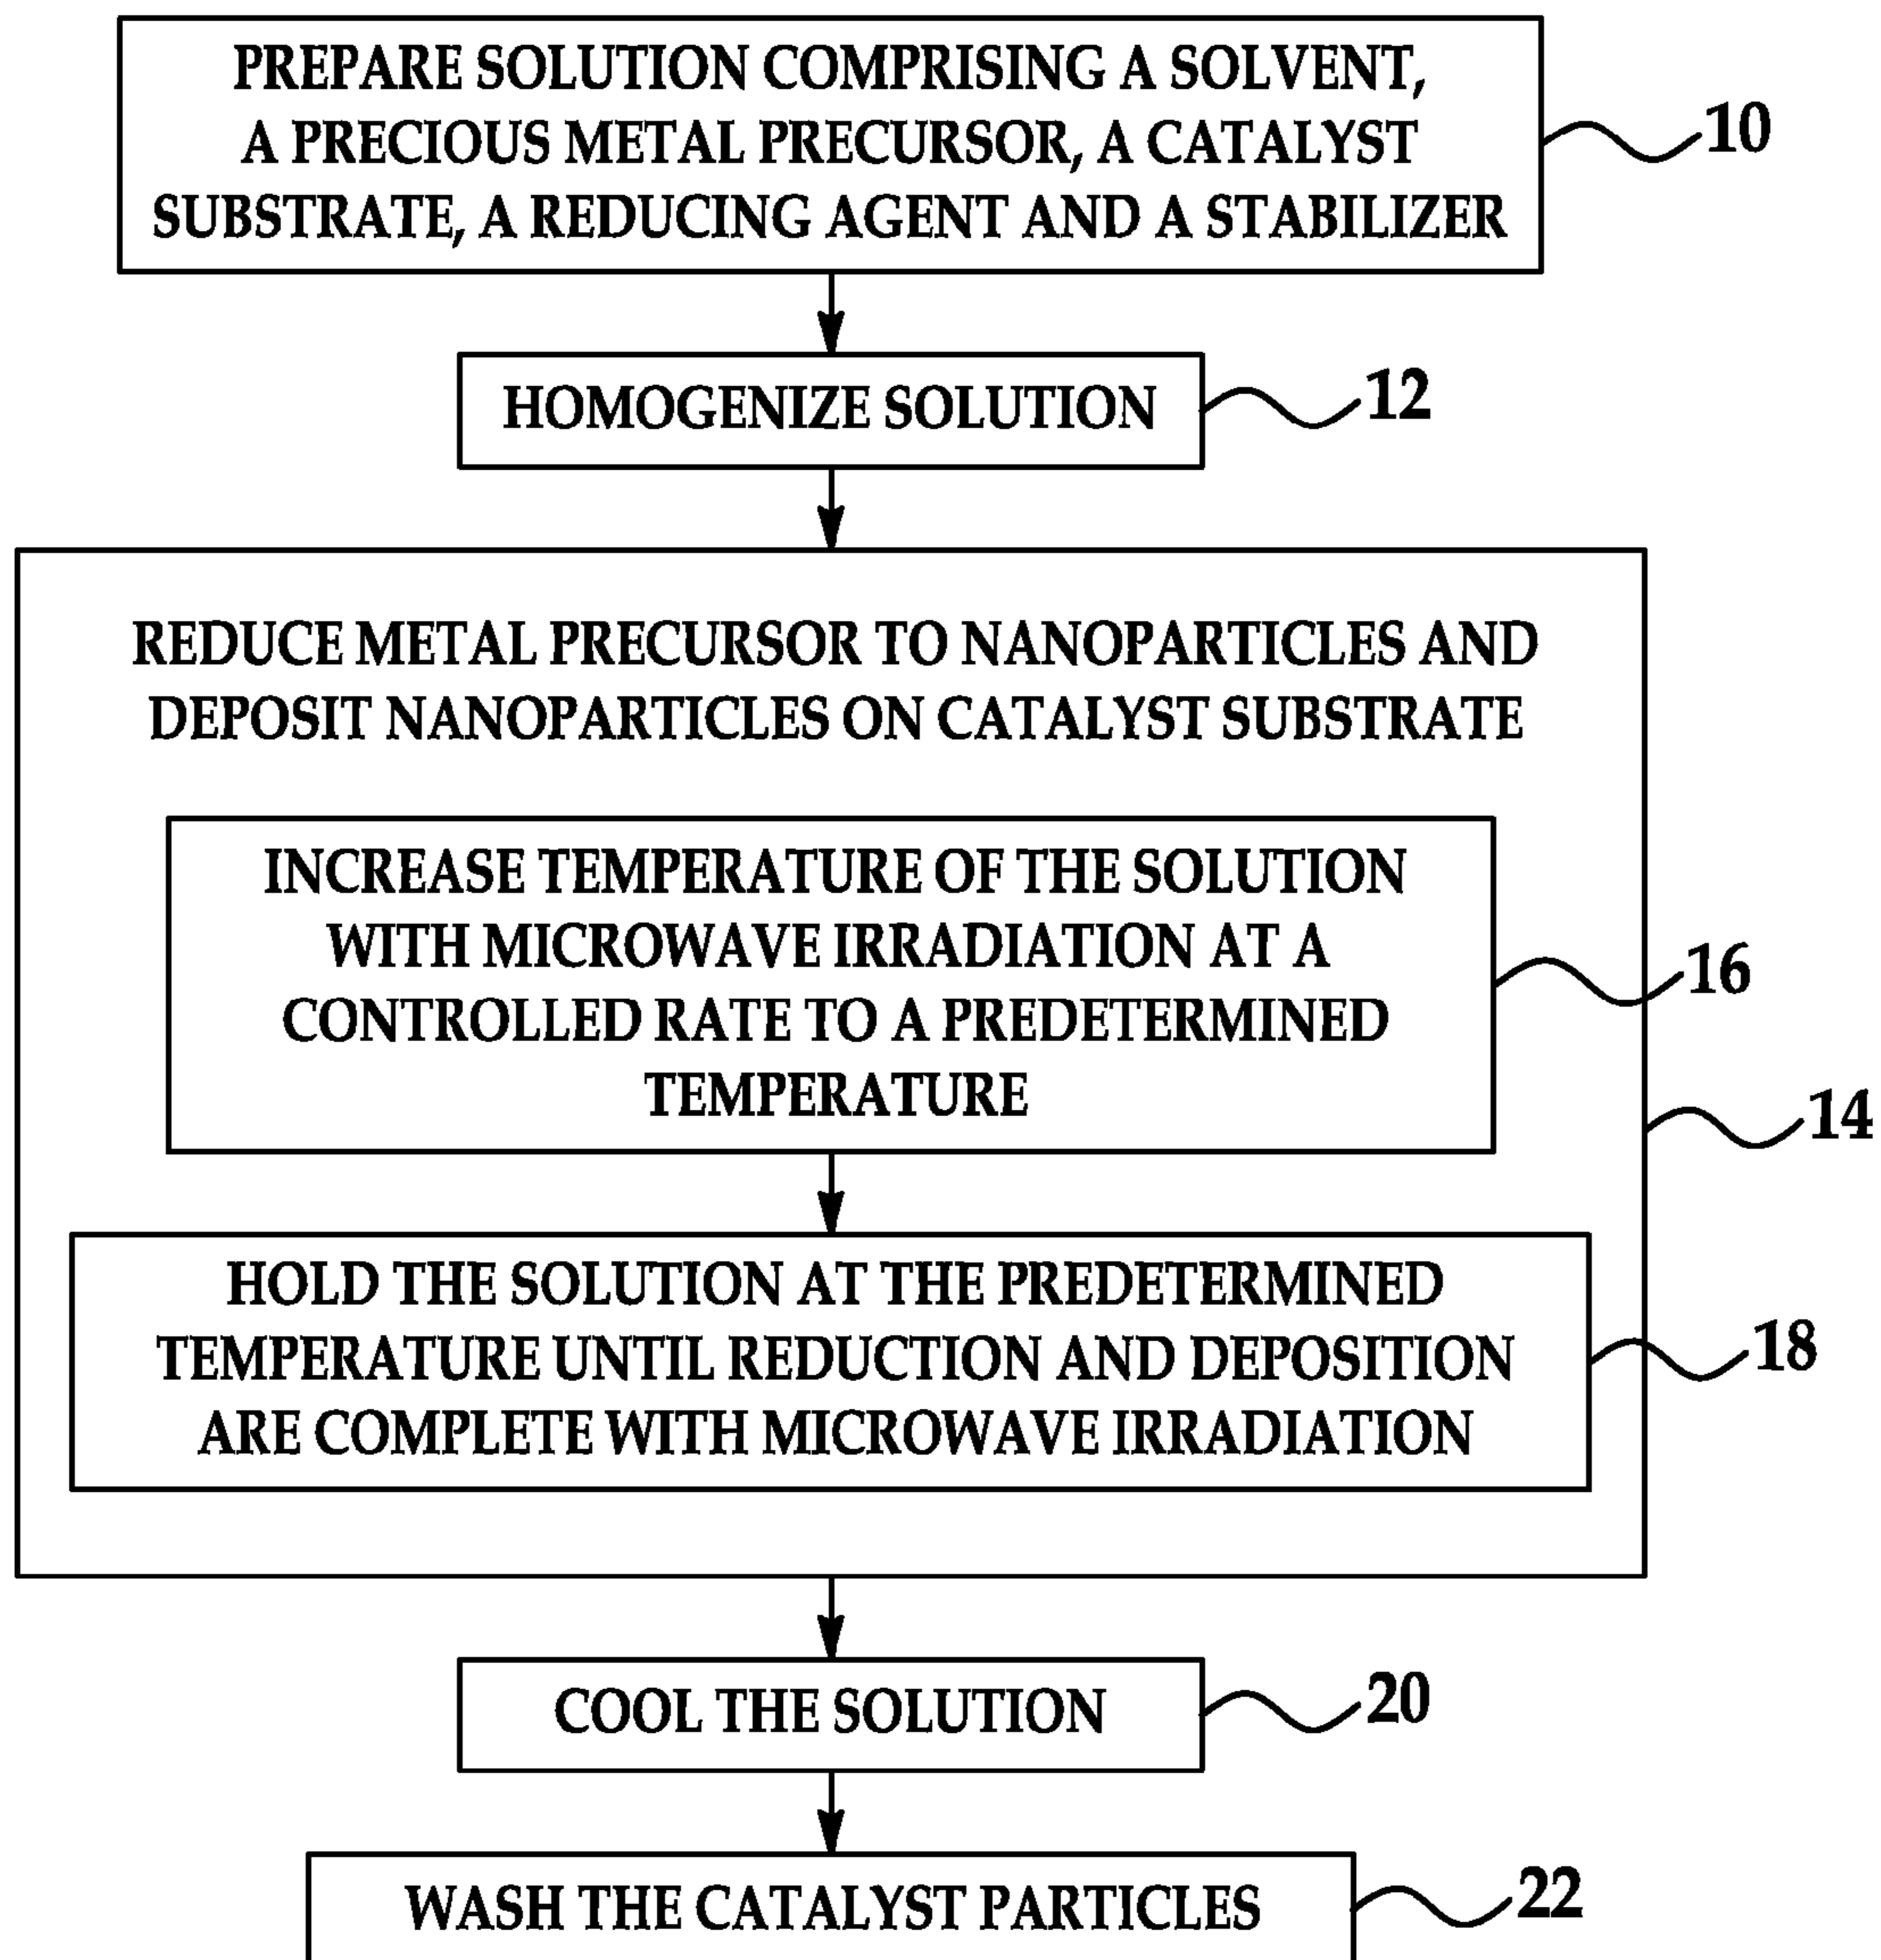 PREPARE SOLUTION COMPRISING A SOLVENT,
A PRECIOUS METAL PRECURSOR, A CATALYST
SUBSTRATE, A REDUCING AGENT AND A STABILIZER
10
HOMOGENIZE SOLUTION
12
REDUCE METAL PRECURSOR TO NANOPARTICLES AND
DEPOSIT NANOPARTICLES ON CATALYST SUBSTRATE
INCREASE TEMPERATURE OF THE SOLUTION
WITH MICROWAVE IRRADIATION AT A
CONTROLLED RATE TO A PREDETERMINED
TEMPERATURE
16
14
HOLD THE SOLUTION AT THE PREDETERMINED
TEMPERATURE UNTIL REDUCTION AND DEPOSITION
ARE COMPLETE WITH MICROWAVE IRRADIATION
18
COOL THE SOLUTION
20
WASH THE CATALYST PARTICLES
22